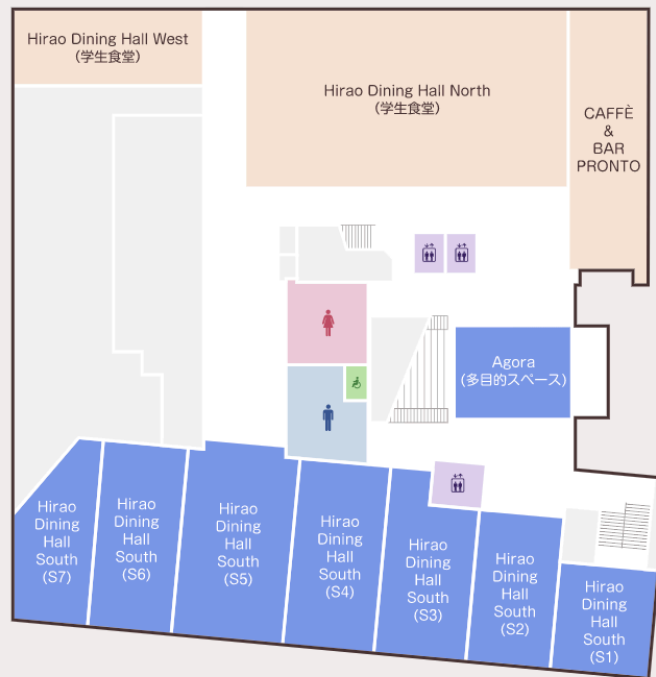 Hirao Dining Hall West
(学生食堂)
Hirao Dining Hall North
(学生食堂)
CAFFÈ
&
BAR
PRONTO
Agora
(多目的スペース)
Hirao
Dining
Hall
South
(S7)
Hirao
Dining
Hall
South
(S6)
Hirao
Dining
Hall
South
(S5)
Hirao
Dining
Hall
South
(S4)
Hirao
Dining
Hall
South
(S3)
Hirao
Dining
Hall
South
(S2)
Hirao
Dining
Hall
South
(S1)